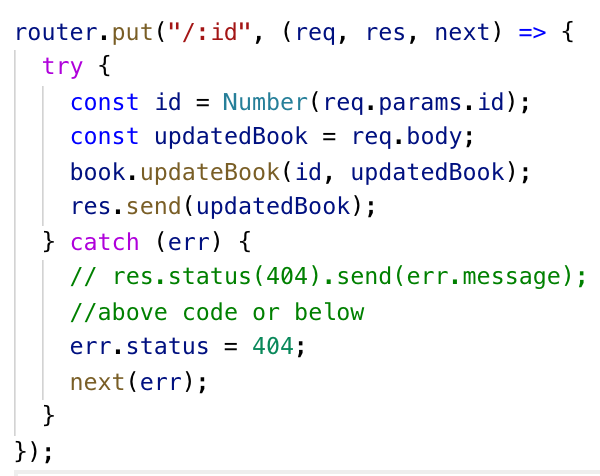 router.put("/:id", (req, res, next) => {
  try {
    const id = Number(req.params.id);
    const updatedBook = req.body;
    book.updateBook(id, updatedBook);
    res.send(updatedBook);
  } catch (err) {
    // res.status(404).send(err.message);
    //above code or below
    err.status = 404;
    next(err);
  }
});